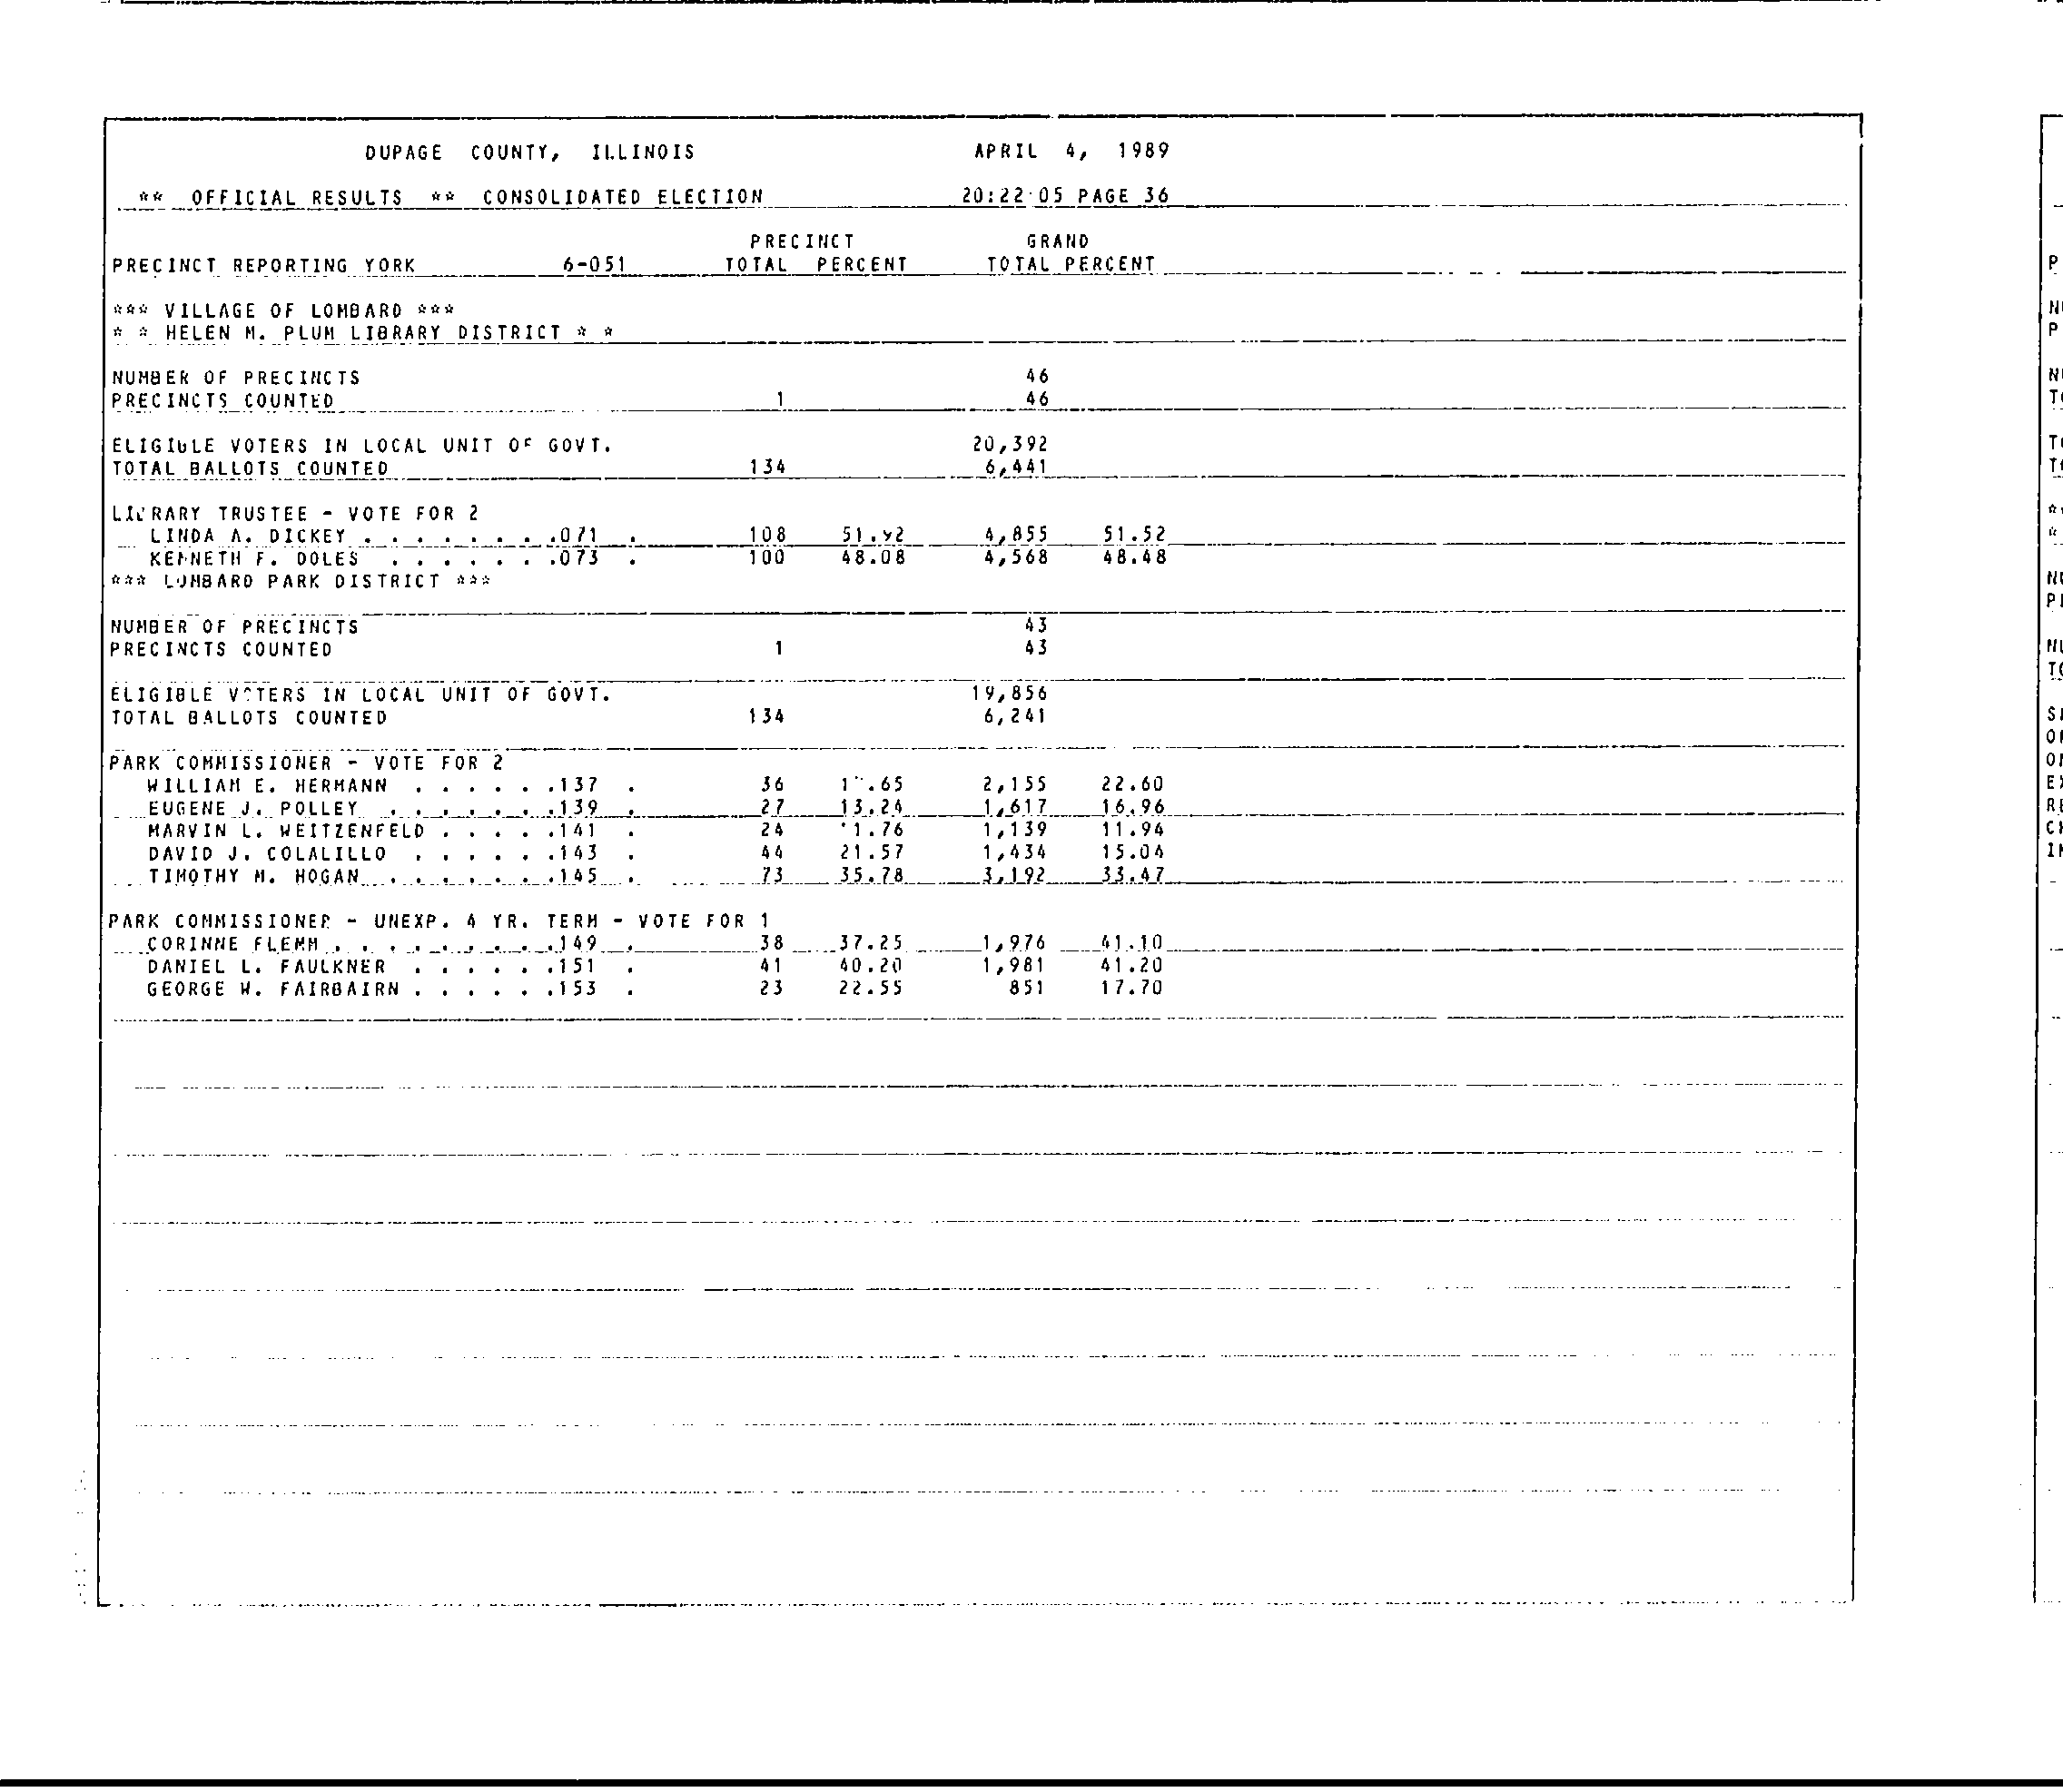 DUPAGE COUNTY, ILLINOIS APRIL 4, 1989
** OFFICIAL RESULTS ** CONSOLIDATED ELECTION 20:22:05 PAGE 36
PRECINCT GRAND
PRECINCT REPORTING YORK 6-051 TOTAL PERCENT TOTAL PERCENT
*** VILLAGE OF LOMBARD ***
* * HELEN M. PLUM LIBRARY DISTRICT * *
NUMBER OF PRECINCTS 46
PRECINCTS COUNTED 1 46
ELIGIBLE VOTERS IN LOCAL UNIT OF GOVT. 20,392
TOTAL BALLOTS COUNTED 134 6,441
LIBRARY TRUSTEE - VOTE FOR 2
LINDA A. DICKEY . . . . . . . .071 . 108 51.92 4,855 51.52
KENNETH F. DOLES . . . . . . .073 . 100 48.08 4,568 48.48
*** LOMBARD PARK DISTRICT ***
NUMBER OF PRECINCTS 43
PRECINCTS COUNTED 1 43
ELIGIBLE VOTERS IN LOCAL UNIT OF GOVT. 19,856
TOTAL BALLOTS COUNTED 134 6,241
PARK COMMISSIONER - VOTE FOR 2
WILLIAM E. HERMANN . . . . . .137 . 36 2,155 22.60
EUGENE J. POLLEY . . . . . . .139 . 27 13.24 1,617 16.96
MARVIN L. WEITZENFELD . . . . .141 . 24 11.76 1,139 11.94
DAVID J. COLALILLO . . . . . .143 . 44 21.57 1,434 15.04
TIMOTHY M. HOGAN . . . . . . .145 . 73 35.78 3,192 33.47
PARK COMMISSIONER - UNEXP. 4 YR. TERM - VOTE FOR 1
CORINNE FLEMM . . . . . . . . .149 . 38 37.25 1,976 41.10
DANIEL L. FAULKNER . . . . . .151 . 41 40.20 1,981 41.20
GEORGE W. FAIRBAIRN . . . . . .153 . 23 22.55 851 17.70